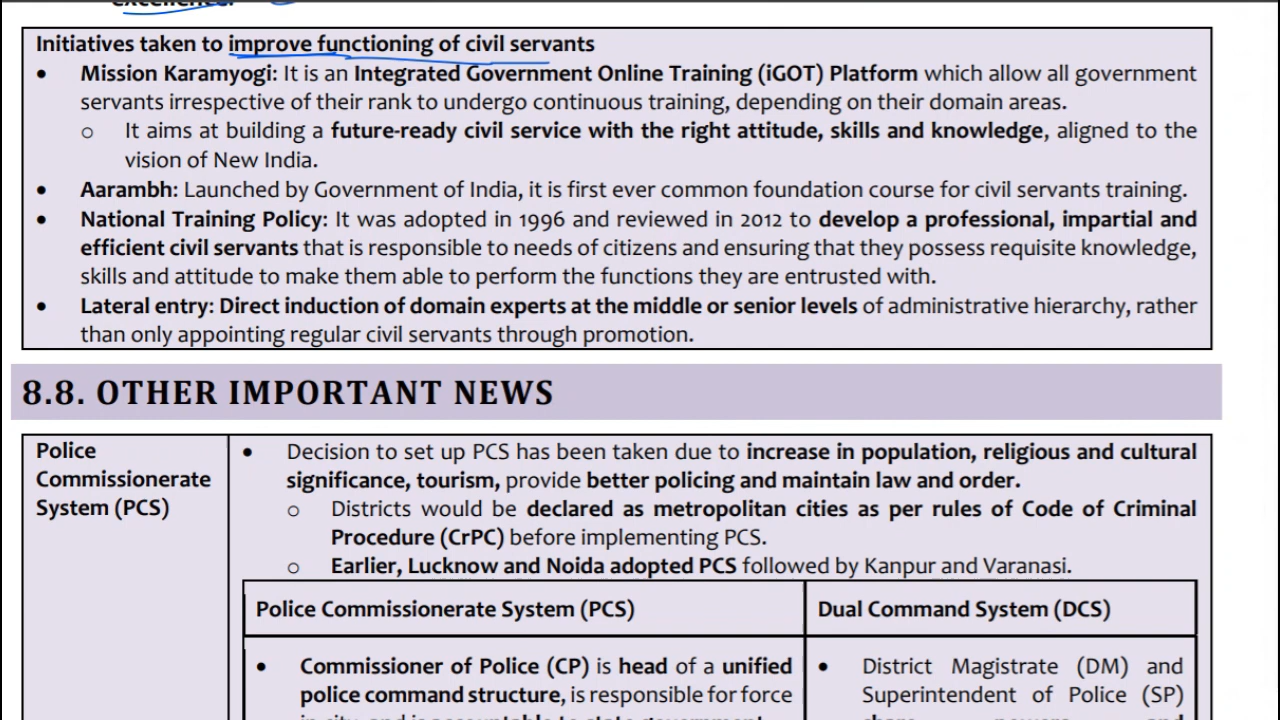 excellence.
Initiatives taken to improve functioning of civil servants
• Mission Karamyogi: It is an Integrated Government Online Training (iGOT) Platform which allow all government
servants irrespective of their rank to undergo continuous training, depending on their domain areas.
o It aims at building a future-ready civil service with the right attitude, skills and knowledge, aligned to the
vision of New India.
• Aarambh: Launched by Government of India, it is first ever common foundation course for civil servants training.
• National Training Policy: It was adopted in 1996 and reviewed in 2012 to develop a professional, impartial and
efficient civil servants that is responsible to needs of citizens and ensuring that they possess requisite knowledge,
skills and attitude to make them able to perform the functions they are entrusted with.
• Lateral entry: Direct induction of domain experts at the middle or senior levels of administrative hierarchy, rather
than only appointing regular civil servants through promotion.
8.8. OTHER IMPORTANT NEWS
Police
Commissionerate
System (PCS)
• Decision to set up PCS has been taken due to increase in population, religious and cultural
significance, tourism, provide better policing and maintain law and order.
o Districts would be declared as metropolitan cities as per rules of Code of Criminal
Procedure (CrPC) before implementing PCS.
o Earlier, Lucknow and Noida adopted PCS followed by Kanpur and Varanasi.
Police Commissionerate System (PCS)
• Commissioner of Police (CP) is head of a unified
police command structure, is responsible for force
in city, and is accountable to state government.
Dual Command System (DCS)
• District Magistrate (DM) and
Superintendent of Police (SP)
share powers and